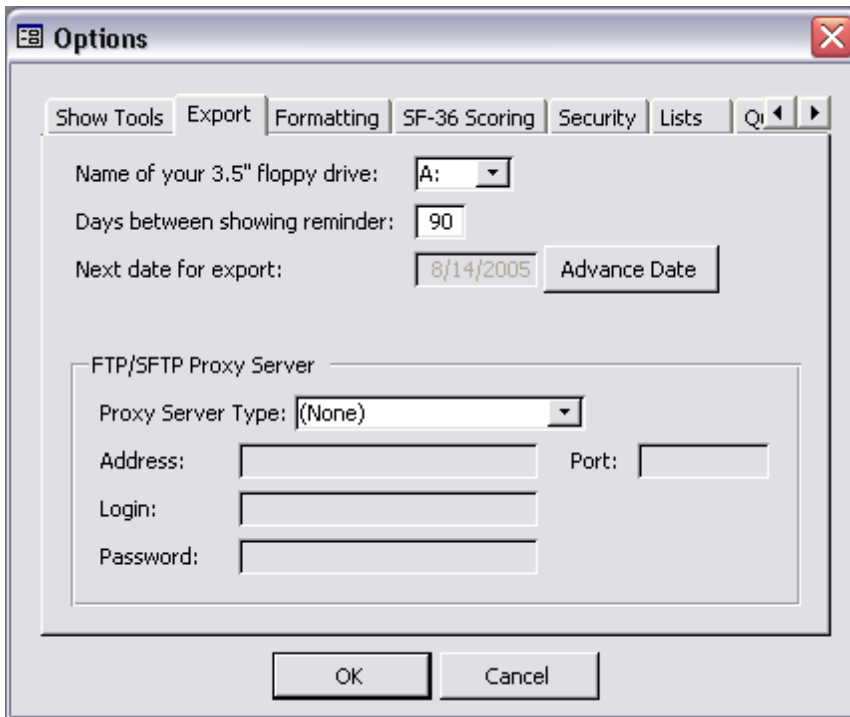 Options
Show Tools Export Formatting SF-36 Scoring Security Lists
Name of your 3.5" floppy drive: A:
Days between showing reminder: 90
Next date for export: 8/14/2005 Advance Date
FTP/SFTP Proxy Server
Proxy Server Type: (None)
Address: Port:
Login:
Password:
OK Cancel